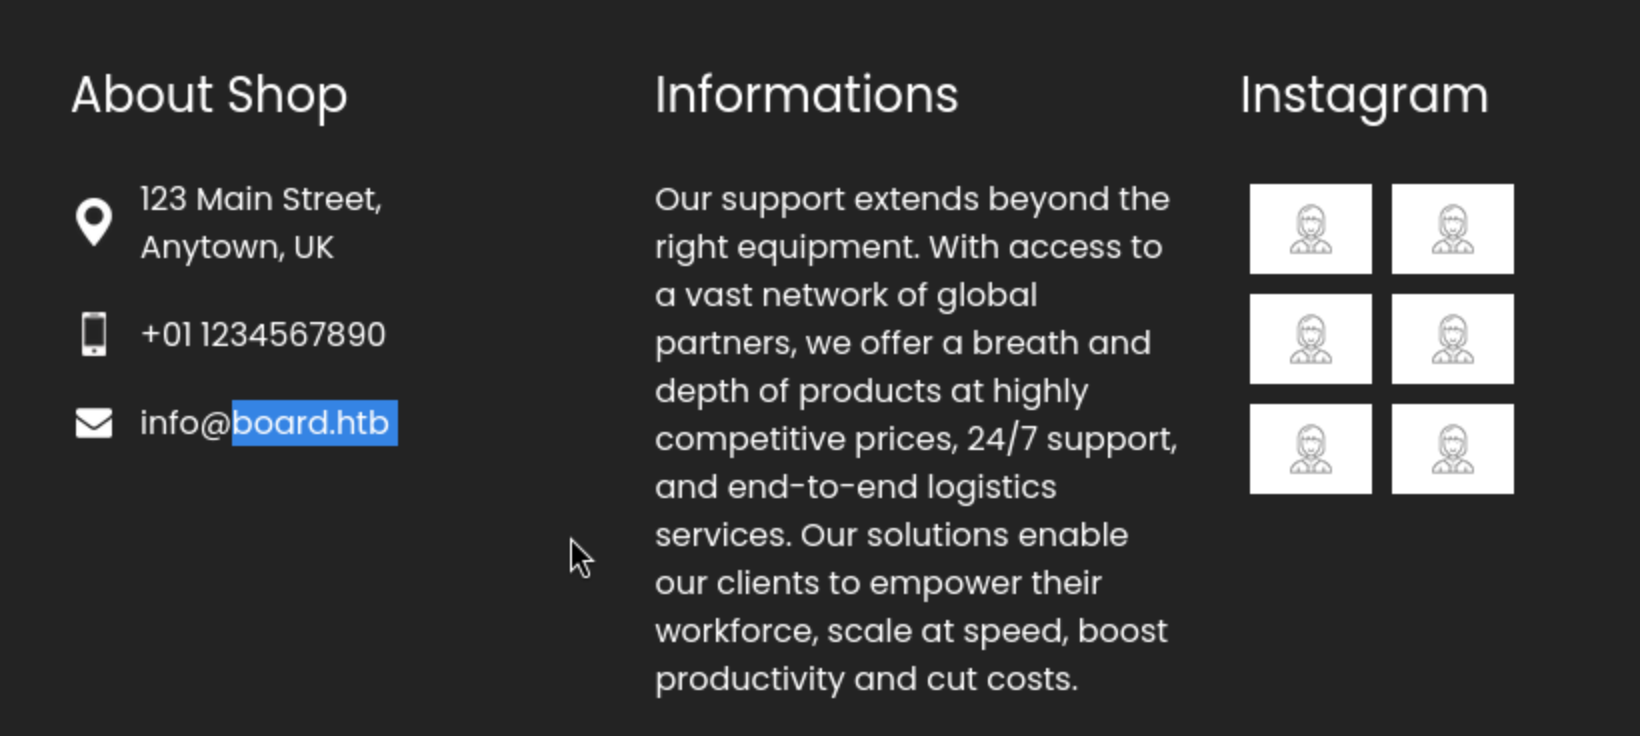 About Shop
123 Main Street,
Anytown, UK
+01 1234567890
info@board.htb
Informations
Our support extends beyond the
right equipment. With access to
a vast network of global
partners, we offer a breath and
depth of products at highly
competitive prices, 24/7 support,
and end-to-end logistics
services. Our solutions enable
our clients to empower their
workforce, scale at speed, boost
productivity and cut costs.
Instagram